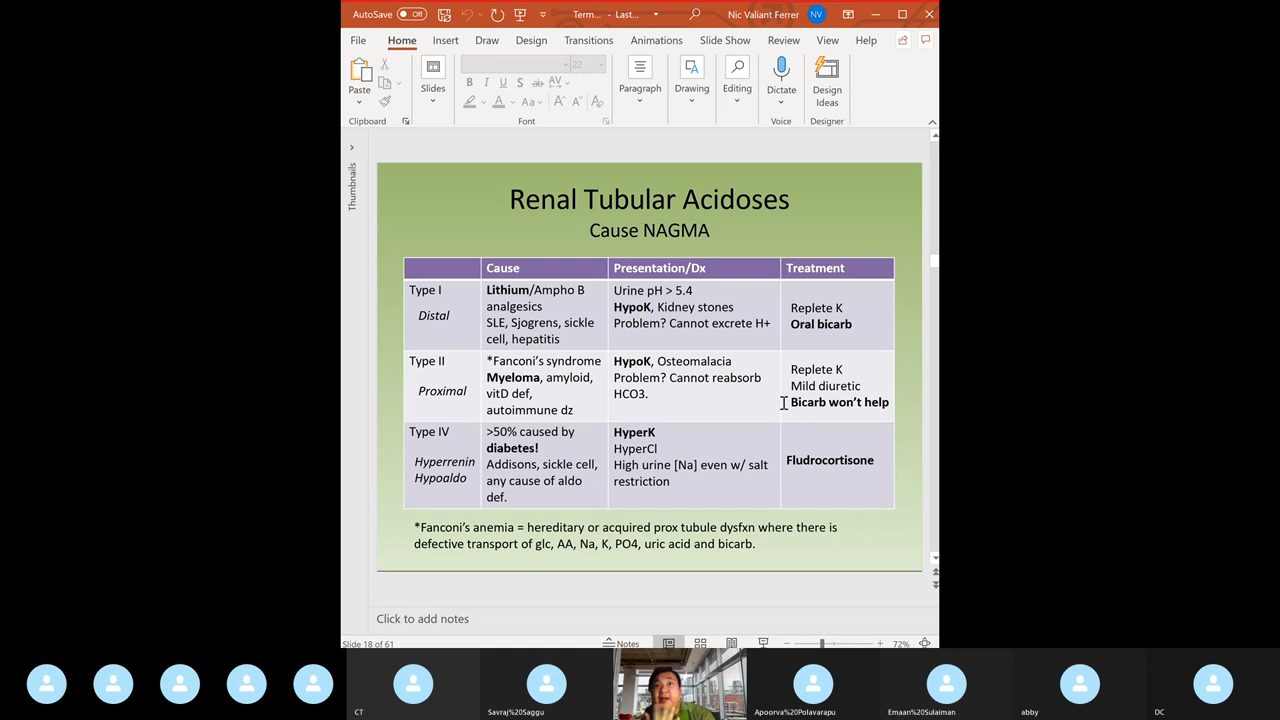 AutoSave Off Term... - Last... Nic Valiant Ferrer NV
File Home Insert Draw Design Transitions Animations Slide Show Review View Help
22
B I U S ab AV
A Aa A A A
Paste Slides Paragraph Drawing Editing Dictate Design
Ideas
Clipboard Font Voice Designer
Thumbnails
Renal Tubular Acidoses
Cause NAGMA
Cause Presentation/Dx Treatment
Type I
Distal
Lithium/Ampho B
analgesics
SLE, Sjogrens, sickle
cell, hepatitis
Urine pH > 5.4
HypoK, Kidney stones
Problem? Cannot excrete H+
Replete K
Oral bicarb
Type II
Proximal
*Fanconi's syndrome
Myeloma, amyloid,
vitD def,
autoimmune dz
HypoK, Osteomalacia
Problem? Cannot reabsorb
HCO3.
Replete K
Mild diuretic
Bicarb won't help
Type IV
Hyperrenin
Hypoaldo
>50% caused by
diabetes!
Addisons, sickle cell,
any cause of aldo
def.
HyperK
HyperCl
High urine [Na] even w/ salt
restriction
Fludrocortisone
*Fanconi's anemia = hereditary or acquired prox tubule dysfxn where there is
defective transport of glc, AA, Na, K, PO4, uric acid and bicarb.
Click to add notes
Slide 18 of 61 Notes 72%
CT Savraj%20Saggu Apoorva%20Polavarapu Emaan%20Sulaiman abby DC